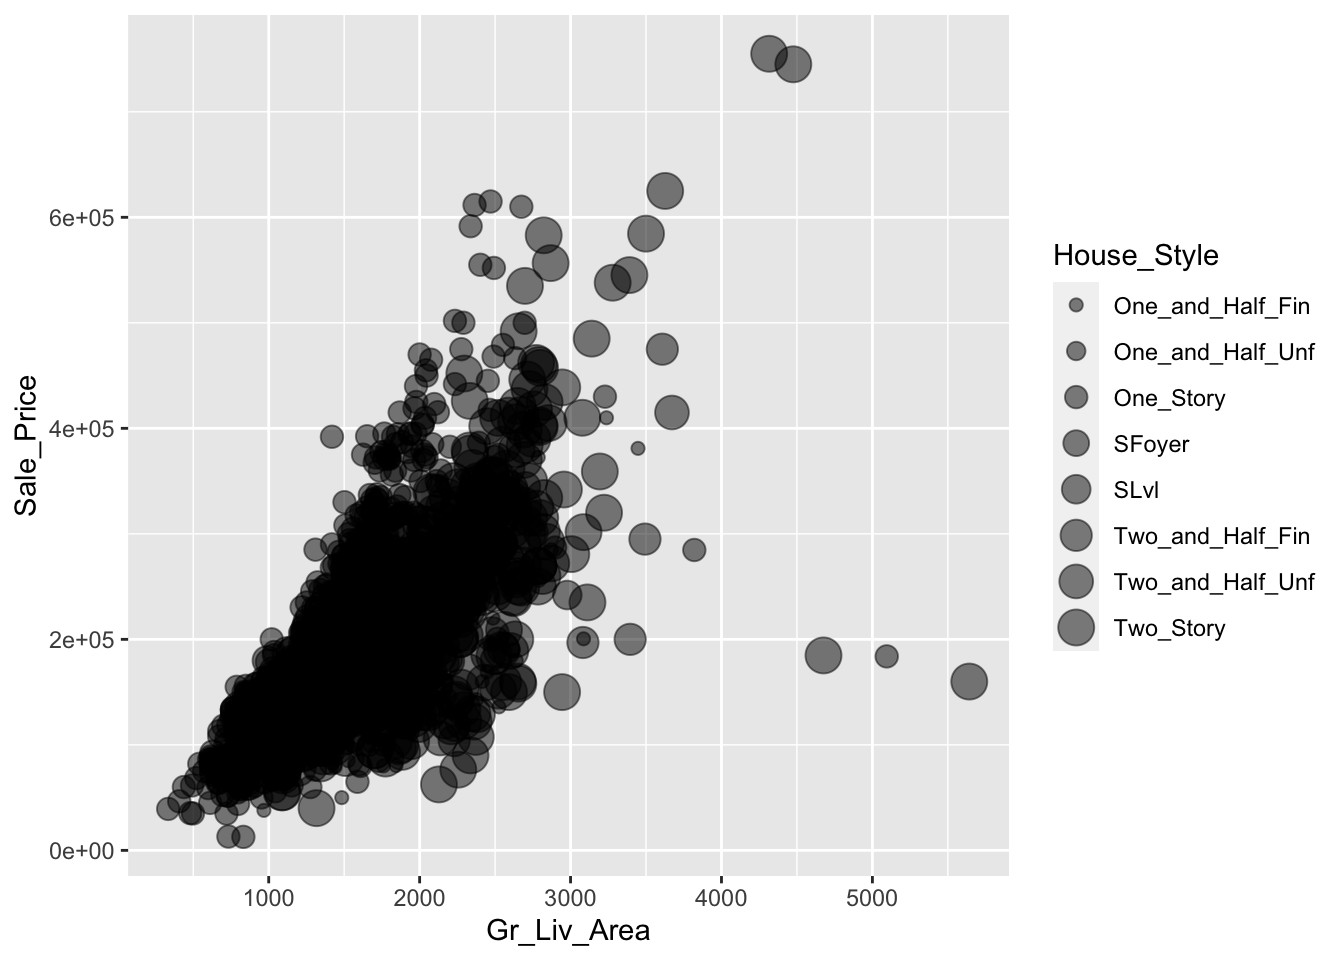 6e+05
4e+05
2e+05
0e+00
Sale_Price
1000 2000 3000 4000 5000
Gr_Liv_Area
House_Style
One_and_Half_Fin
One_and_Half_Unf
One_Story
SFoyer
SLvl
Two_and_Half_Fin
Two_and_Half_Unf
Two_Story